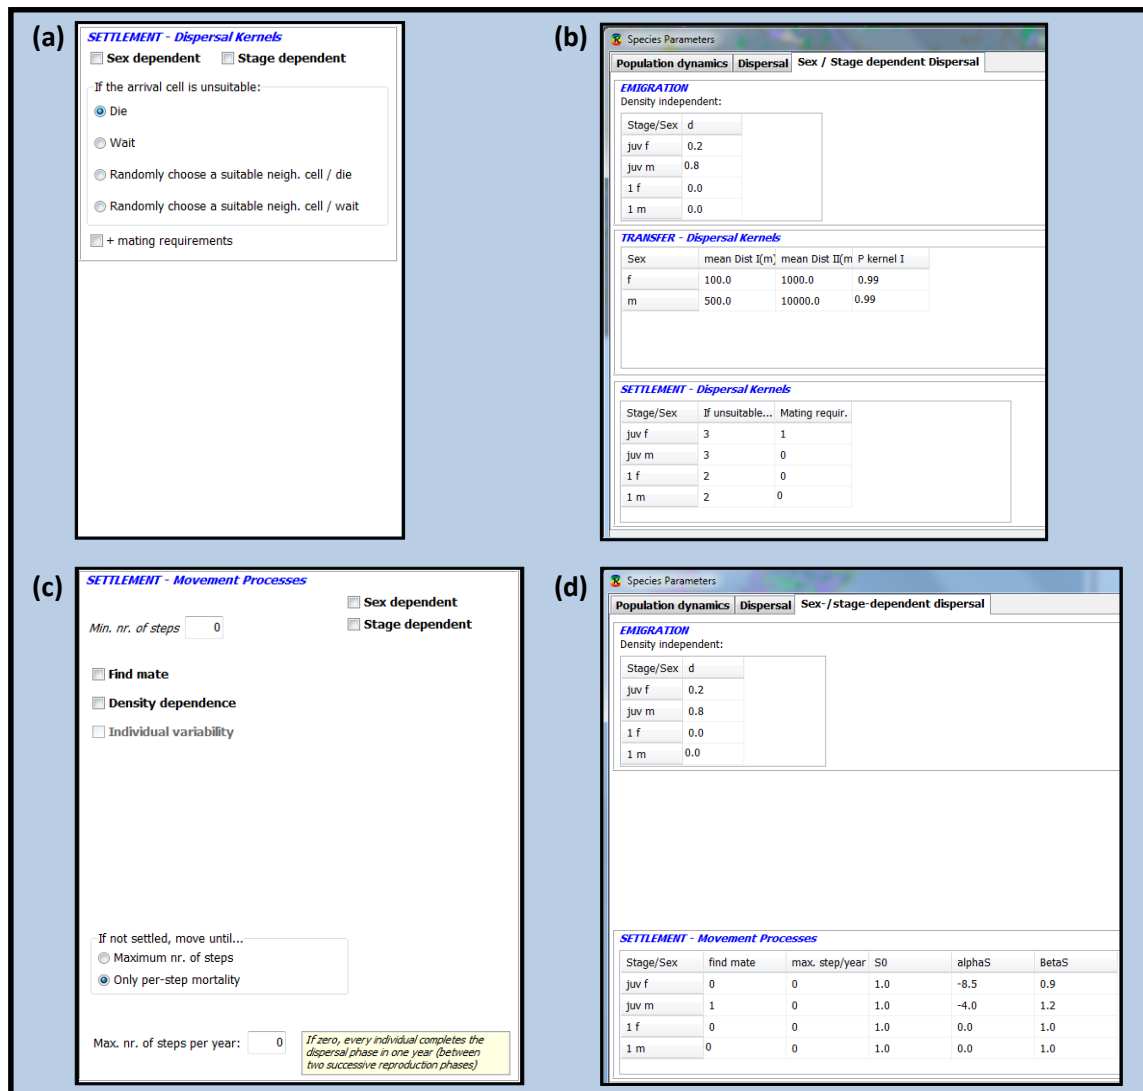 (a)
SETTLEMENT - Dispersal Kernels
Sex dependent Stage dependent
If the arrival cell is unsuitable:
Die
Wait
Randomly choose a suitable neigh. cell / die
Randomly choose a suitable neigh. cell / wait
+ mating requirements
(b)
Species Parameters
Population dynamics Dispersal Sex / Stage dependent Dispersal
EMIGRATION
Density independent:
Stage/Sex d
juv f 0.2
juv m 0.8
1 f 0.0
1 m 0.0
TRANSFER - Dispersal Kernels
Sex mean Dist I(m) mean Dist II(m P kernel I
f 100.0 1000.0 0.99
m 500.0 10000.0 0.99
SETTLEMENT - Dispersal Kernels
Stage/Sex If unsuitable... Mating requir.
juv f 3 1
juv m 3 0
1 f 2 0
1 m 2 0
(c)
SETTLEMENT - Movement Processes
Sex dependent
Min. nr. of steps 0 Stage dependent
Find mate
Density dependence
Individual variability
If not settled, move until...
Maximum nr. of steps
Only per-step mortality
Max. nr. of steps per year: 0
If zero, every individual completes the
dispersal phase in one year (between
two successive reproduction phases)
(d)
Species Parameters
Population dynamics Dispersal Sex-/stage-dependent dispersal
EMIGRATION
Density independent:
Stage/Sex d
juv f 0.2
juv m 0.8
1 f 0.0
1 m 0.0
SETTLEMENT - Movement Processes
Stage/Sex find mate max. step/year S0 alphaS BetaS
juv f 0 0 1.0 -8.5 0.9
juv m 1 0 1.0 -4.0 1.2
1 f 0 0 1.0 0.0 1.0
1 m 0 0 1.0 0.0 1.0